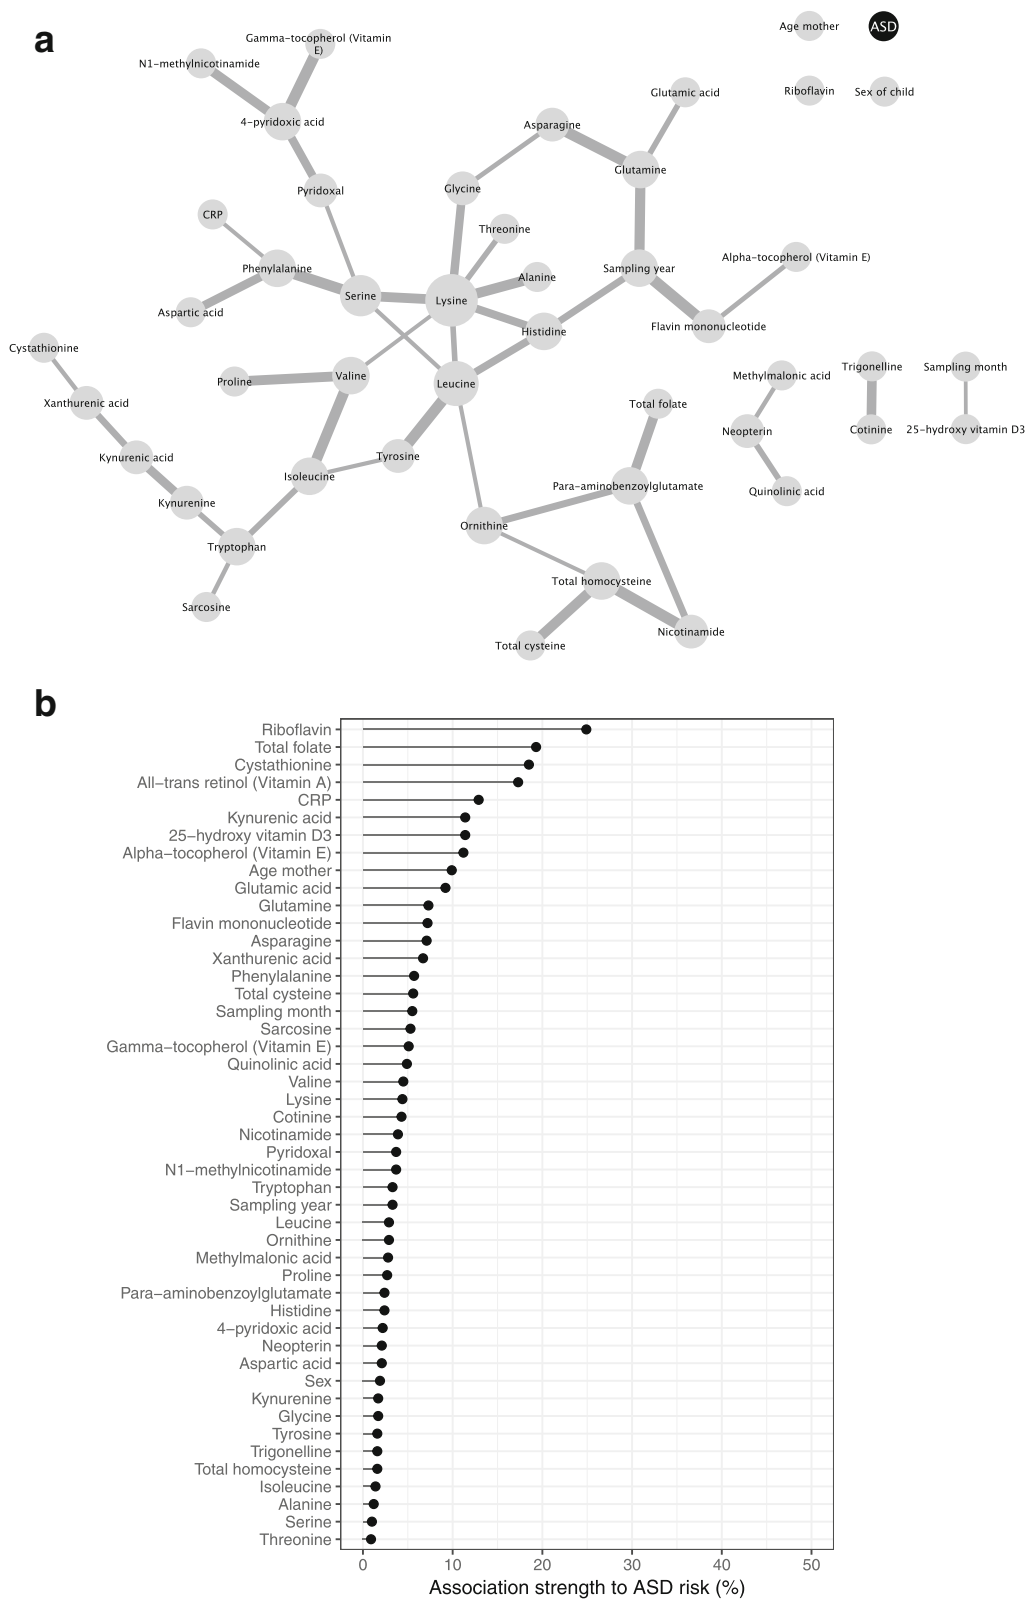 a
Age mother
ASD
Gamma-tocopherol (Vitamin
E)
N1-methylnicotinamide
Riboflavin
Sex of child
Glutamic acid
4-pyridoxic acid
Asparagine
Glutamine
Pyridoxal
Glycine
CRP
Threonine
Phenylalanine
Sampling year
Alpha-tocopherol (Vitamin E)
Alanine
Serine
Lysine
Aspartic acid
Histidine
Flavin mononucleotide
Cystathionine
Trigonelline
Sampling month
Methylmalonic acid
Proline
Valine
Leucine
Xanthurenic acid
Total folate
Neopterin
Cotinine
25-hydroxy vitamin D3
Kynurenic acid
Tyrosine
Isoleucine
Para-aminobenzoylglutamate
Quinolinic acid
Kynurenine
Ornithine
Tryptophan
Total homocysteine
Sarcosine
Nicotinamide
Total cysteine
b
Riboflavin
Total folate
Cystathionine
All−trans retinol (Vitamin A)
CRP
Kynurenic acid
25−hydroxy vitamin D3
Alpha−tocopherol (Vitamin E)
Age mother
Glutamic acid
Glutamine
Flavin mononucleotide
Asparagine
Xanthurenic acid
Phenylalanine
Total cysteine
Sampling month
Sarcosine
Gamma−tocopherol (Vitamin E)
Quinolinic acid
Valine
Lysine
Cotinine
Nicotinamide
Pyridoxal
N1−methylnicotinamide
Tryptophan
Sampling year
Leucine
Ornithine
Methylmalonic acid
Proline
Para−aminobenzoylglutamate
Histidine
4−pyridoxic acid
Neopterin
Aspartic acid
Sex
Kynurenine
Glycine
Tyrosine
Trigonelline
Total homocysteine
Isoleucine
Alanine
Serine
Threonine
0 10 20 30 40 50
Association strength to ASD risk (%)